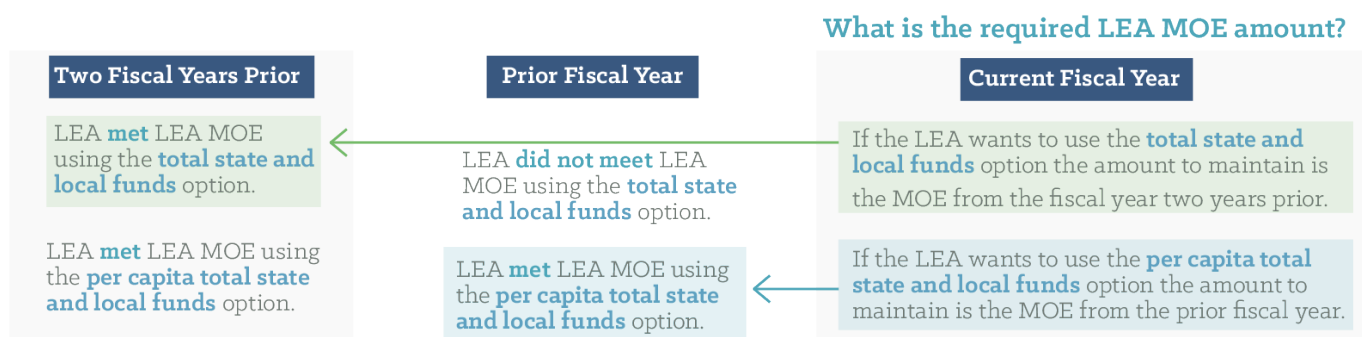 What is the required LEA MOE amount?
Two Fiscal Years Prior
LEA met LEA MOE
using the total state and
local funds option.
LEA met LEA MOE using
the per capita total state
and local funds option.
Prior Fiscal Year
LEA did not meet LEA
MOE using the total state
and local funds option.
LEA met LEA MOE using
the per capita total state
and local funds option.
Current Fiscal Year
If the LEA wants to use the total state and
local funds option the amount to maintain is
the MOE from the fiscal year two years prior.
If the LEA wants to use the per capita total
state and local funds option the amount to
maintain is the MOE from the prior fiscal year.